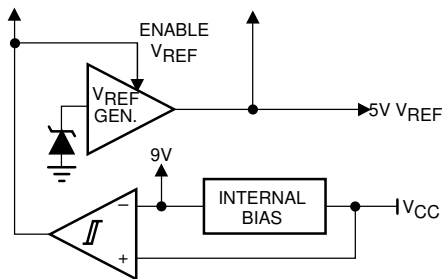 ENABLE
VREF
VREF
GEN.
5V VREF
9V
−
INTERNAL
BIAS
VCC
+